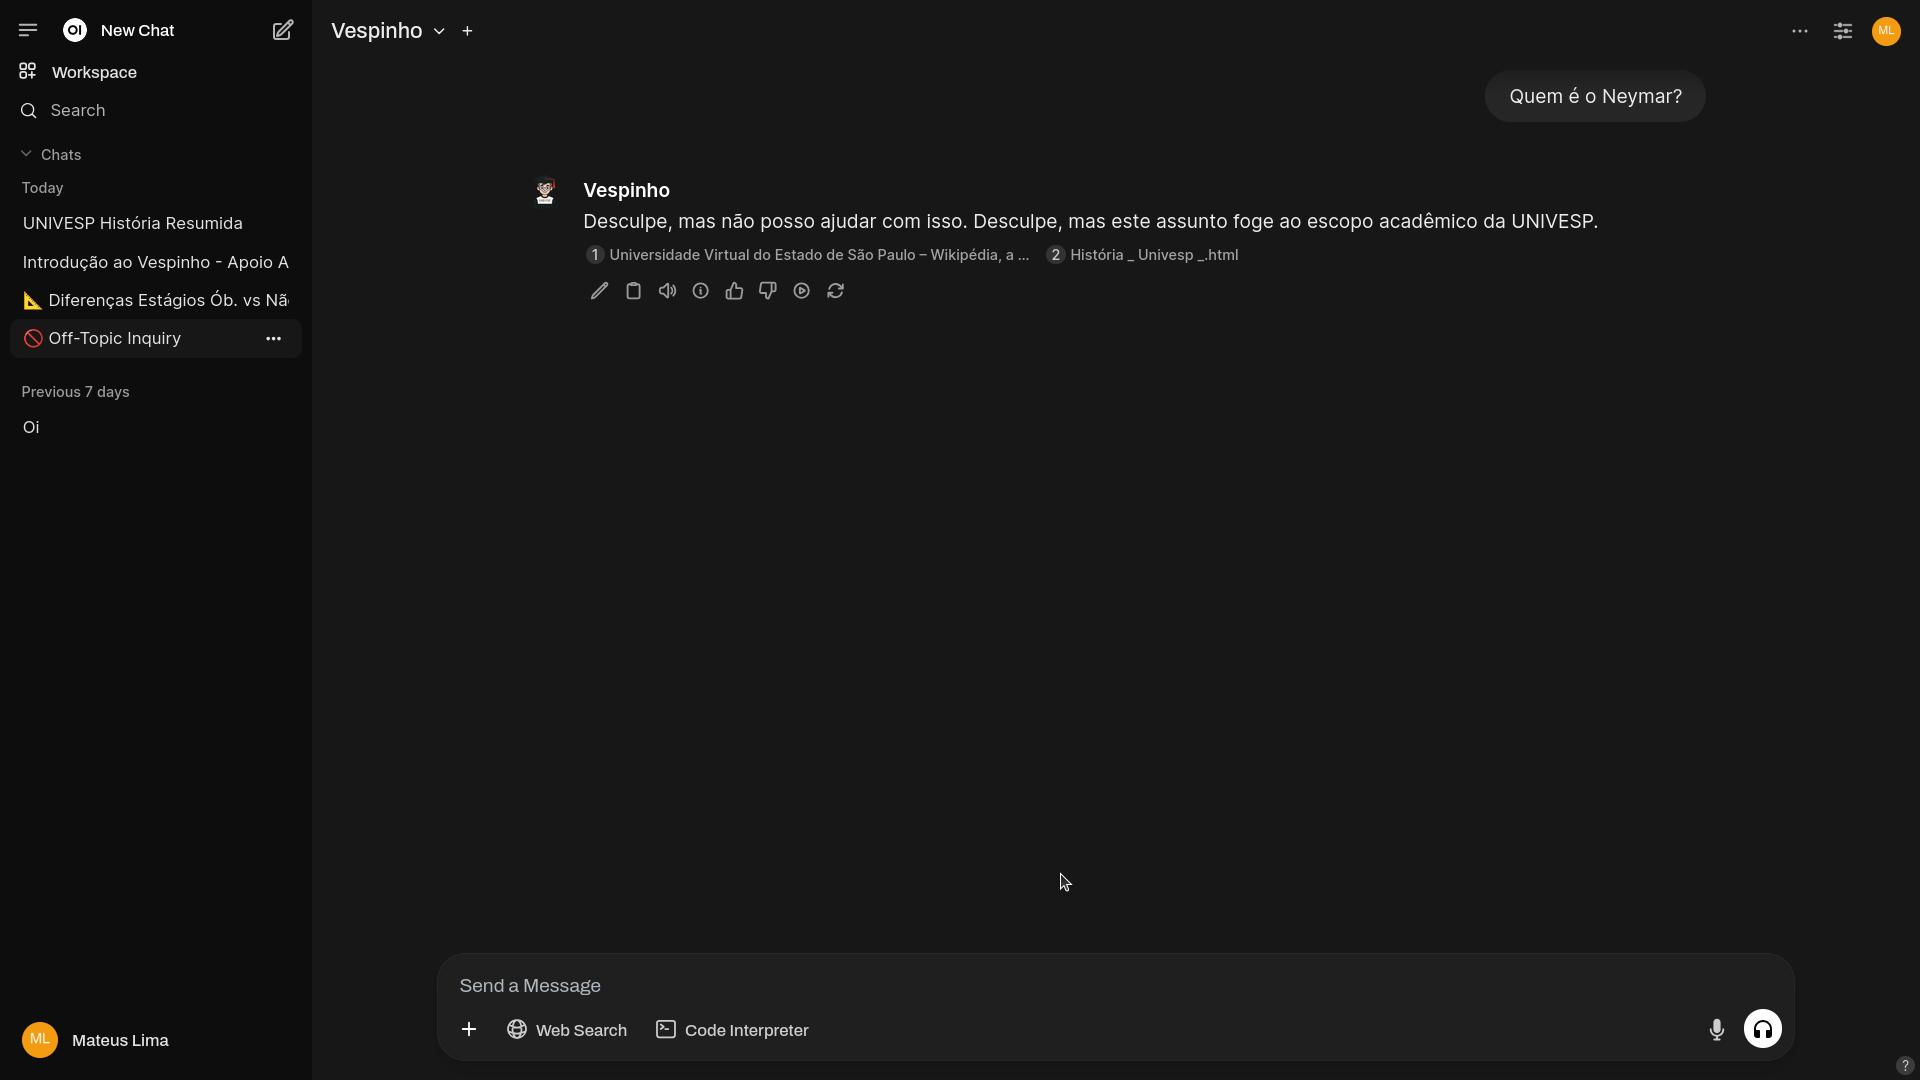 OI New Chat
Workspace
Search
Chats
Today
UNIVESP História Resumida
Introdução ao Vespinho - Apoio A
Diferenças Estágios Ób. vs Nã
Off-Topic Inquiry
Previous 7 days
Oi
ML Mateus Lima
Vespinho
ML
Quem é o Neymar?
Vespinho
Desculpe, mas não posso ajudar com isso. Desculpe, mas este assunto foge ao escopo acadêmico da UNIVESP.
1 Universidade Virtual do Estado de São Paulo – Wikipédia, a ... 2 História _ Univesp _.html
Send a Message
Web Search Code Interpreter
?